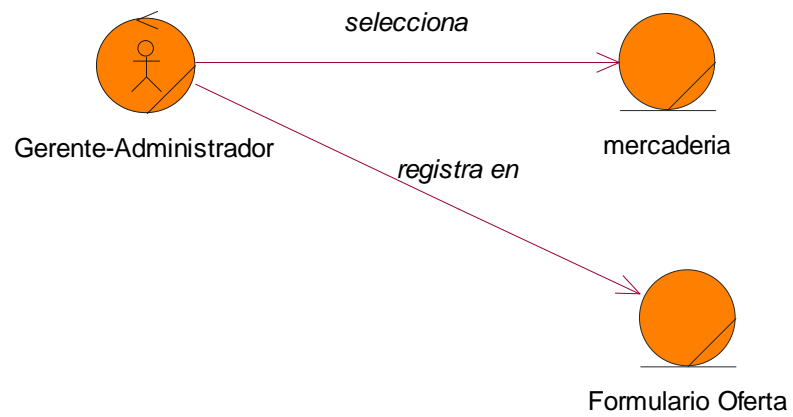 selecciona
Gerente-Administrador
mercaderia
registra en
Formulario Oferta